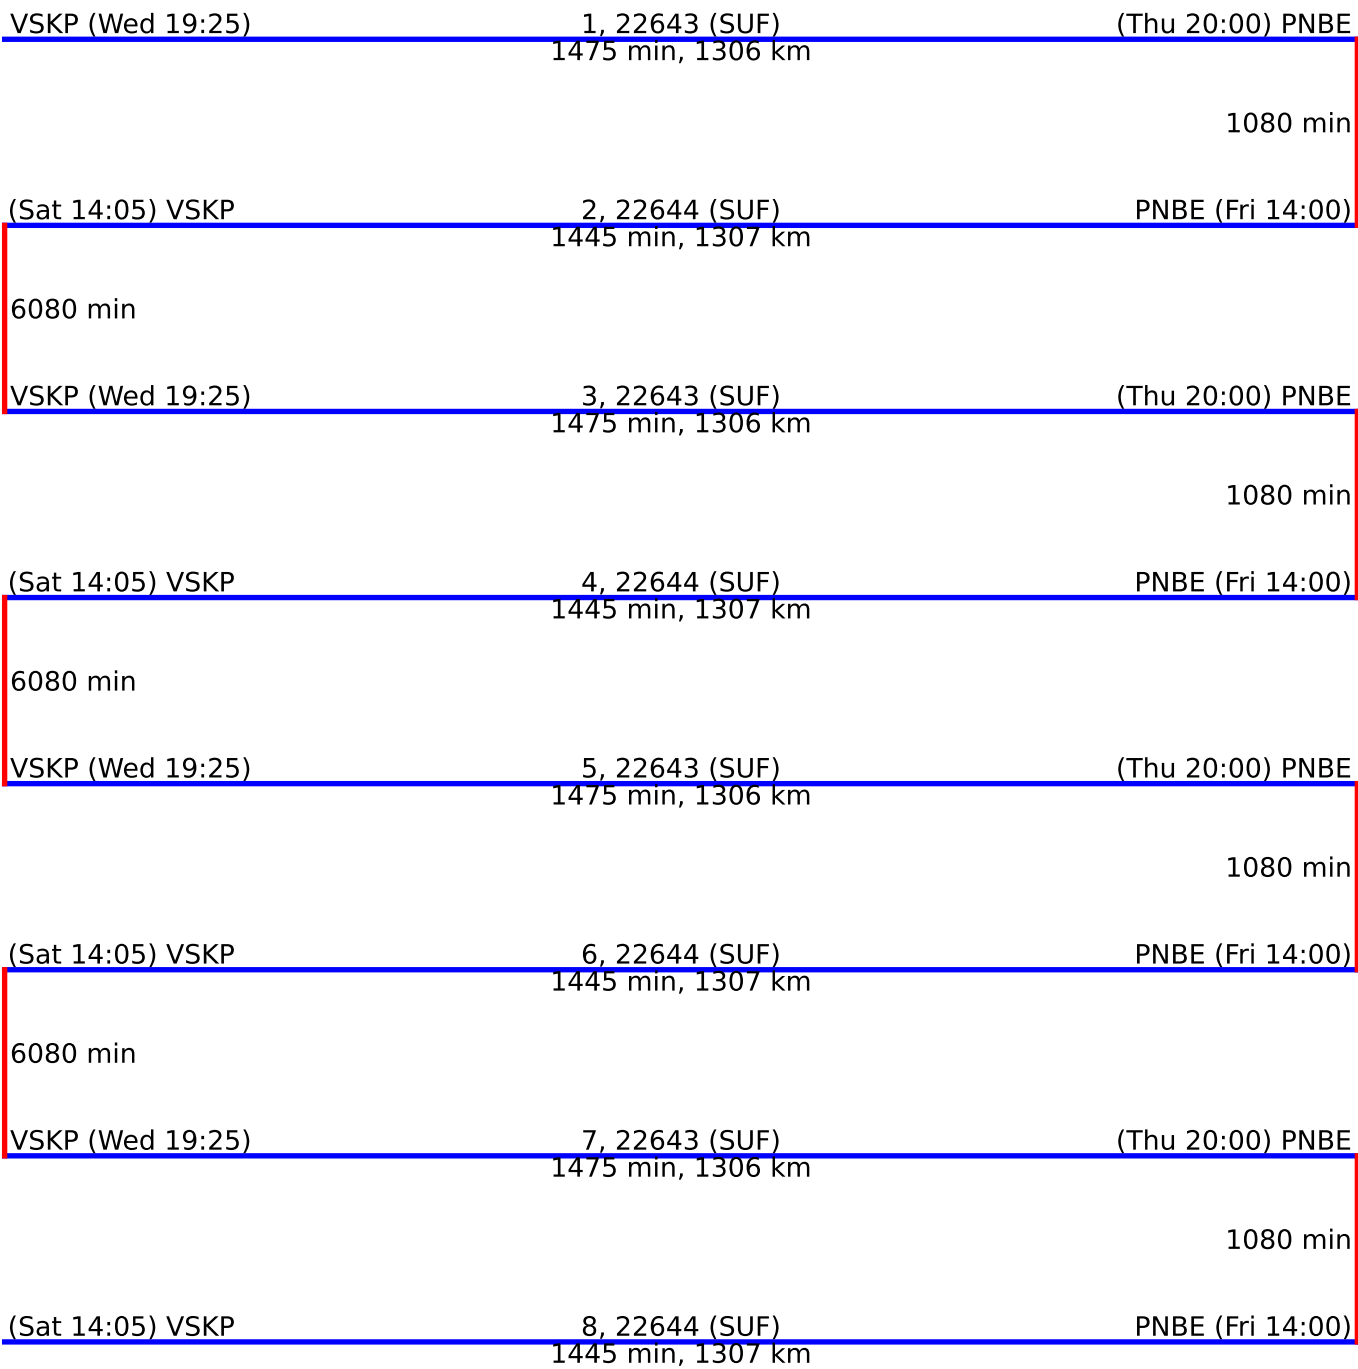 VSKP (Wed 19:25) 1, 22643 (SUF) (Thu 20:00) PNBE
1475 min, 1306 km
1080 min
(Sat 14:05) VSKP 2, 22644 (SUF) PNBE (Fri 14:00)
1445 min, 1307 km
6080 min
VSKP (Wed 19:25) 3, 22643 (SUF) (Thu 20:00) PNBE
1475 min, 1306 km
1080 min
(Sat 14:05) VSKP 4, 22644 (SUF) PNBE (Fri 14:00)
1445 min, 1307 km
6080 min
VSKP (Wed 19:25) 5, 22643 (SUF) (Thu 20:00) PNBE
1475 min, 1306 km
1080 min
(Sat 14:05) VSKP 6, 22644 (SUF) PNBE (Fri 14:00)
1445 min, 1307 km
6080 min
VSKP (Wed 19:25) 7, 22643 (SUF) (Thu 20:00) PNBE
1475 min, 1306 km
1080 min
(Sat 14:05) VSKP 8, 22644 (SUF) PNBE (Fri 14:00)
1445 min, 1307 km